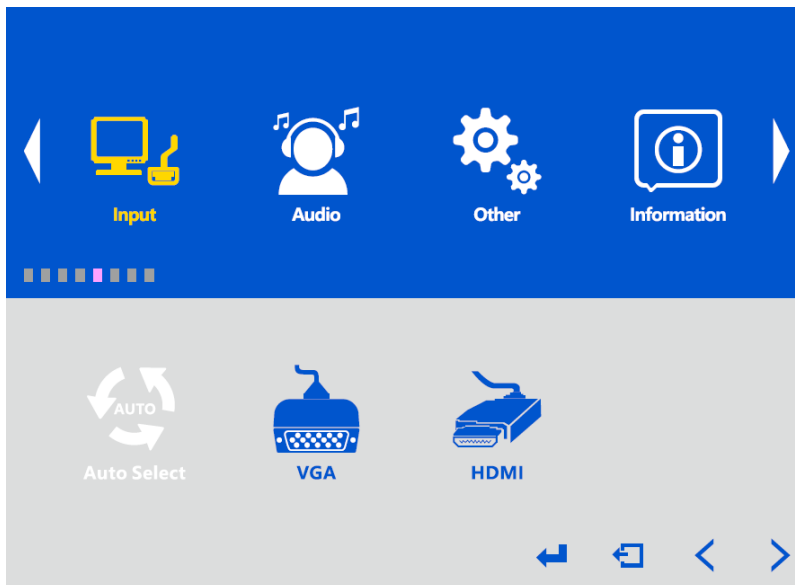 Input
Audio
Other
Information
AUTO
Auto Select
VGA
HDMI